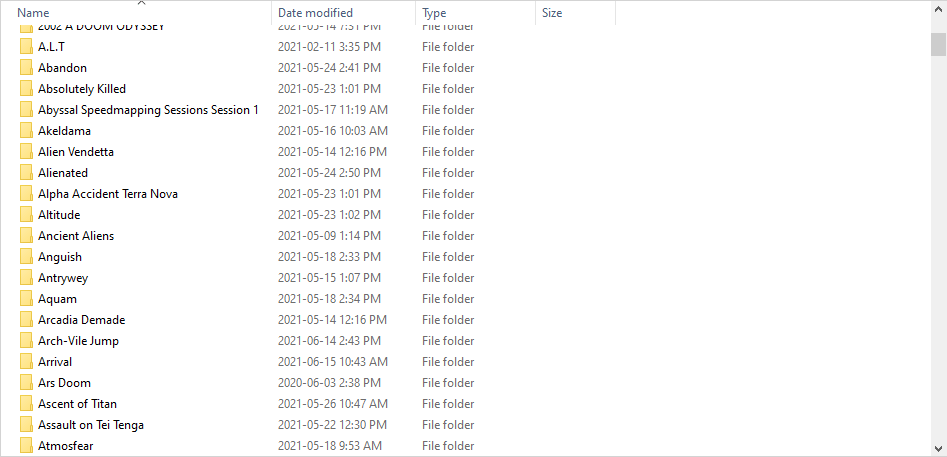 Name Date modified Type Size
2002 A DOOM ODYSSEY 2021-05-14 7:51 PM File folder
A.L.T 2021-02-11 3:35 PM File folder
Abandon 2021-05-24 2:41 PM File folder
Absolutely Killed 2021-05-23 1:01 PM File folder
Abyssal Speedmapping Sessions Session 1 2021-05-17 11:19 AM File folder
Akeldama 2021-05-16 10:03 AM File folder
Alien Vendetta 2021-05-14 12:16 PM File folder
Alienated 2021-05-24 2:50 PM File folder
Alpha Accident Terra Nova 2021-05-23 1:01 PM File folder
Altitude 2021-05-23 1:02 PM File folder
Ancient Aliens 2021-05-09 1:14 PM File folder
Anguish 2021-05-18 2:33 PM File folder
Antrywey 2021-05-15 1:07 PM File folder
Aquam 2021-05-18 2:34 PM File folder
Arcadia Demade 2021-05-14 12:16 PM File folder
Arch-Vile Jump 2021-06-14 2:43 PM File folder
Arrival 2021-06-15 10:43 AM File folder
Ars Doom 2020-06-03 2:38 PM File folder
Ascent of Titan 2021-05-26 10:47 AM File folder
Assault on Tei Tenga 2021-05-22 12:30 PM File folder
Atmosfear 2021-05-18 9:53 AM File folder